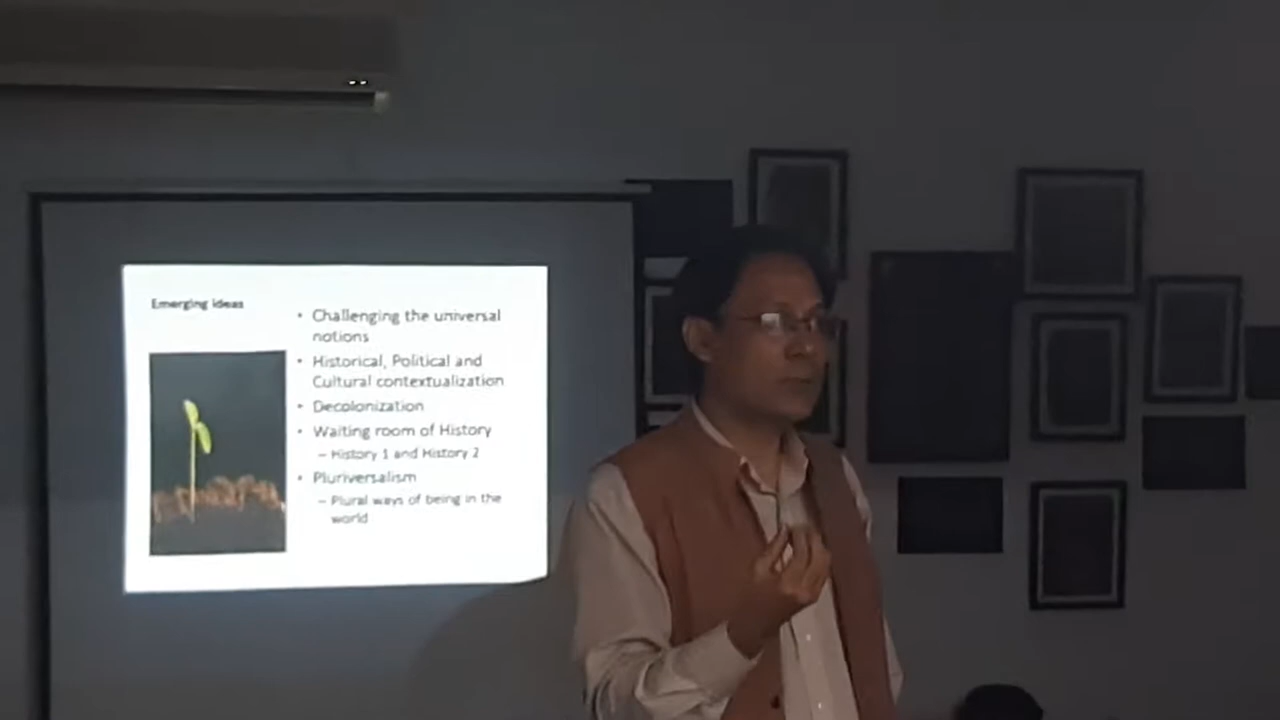 Emerging ideas
• Challenging the universal
notions
• Historical, Political and
Cultural contextualization
• Decolonization
• Waiting room of History
– History 1 and History 2
• Pluriversalism
– Plural ways of being in the
world